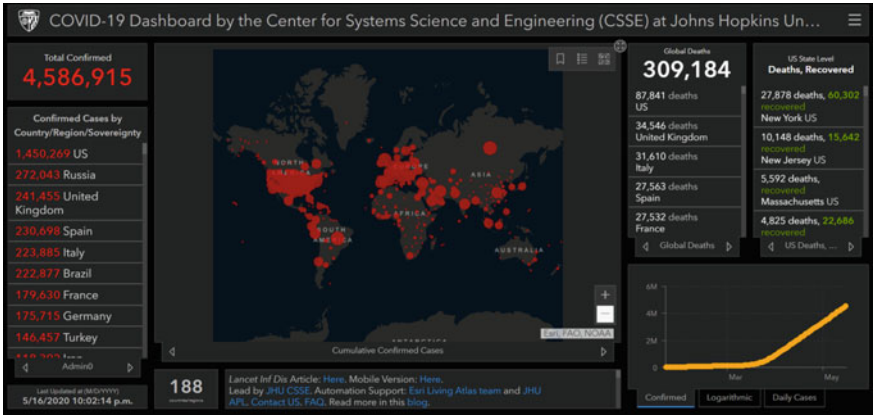 COVID-19 Dashboard by the Center for Systems Science and Engineering (CSSE) at Johns Hopkins Un...
Total Confirmed
4,586,915
Confirmed Cases by
Country/Region/Sovereignty
1,450,269 US
272,043 Russia
241,455 United
Kingdom
230,698 Spain
223,885 Italy
222,877 Brazil
179,630 France
175,715 Germany
146,457 Turkey
Admin0
Last Updated at (M/D/YYYY)
5/16/2020 10:02:14 p.m.
NORTH
AMERICA
SOUTH
AMERICA
EUROPE
AFRICA
ASIA
AUSTRALIA
Esri, FAO, NOAA
Cumulative Confirmed Cases
188
countries/regions
Lancet Inf Dis Article: Here. Mobile Version: Here.
Lead by JHU CSSE. Automation Support: Esri Living Atlas team and JHU
APL. Contact US. FAQ. Read more in this blog.
Global Deaths
309,184
87,841 deaths
US
34,546 deaths
United Kingdom
31,610 deaths
Italy
27,563 deaths
Spain
27,532 deaths
France
Global Deaths
US State Level
Deaths, Recovered
27,878 deaths, 60,302
recovered
New York US
10,148 deaths, 15,642
recovered
New Jersey US
5,592 deaths,
recovered
Massachusetts US
4,825 deaths, 22,686
recovered
US Deaths, ...
6M
4M
2M
0
Mar
May
Confirmed
Logarithmic
Daily Cases